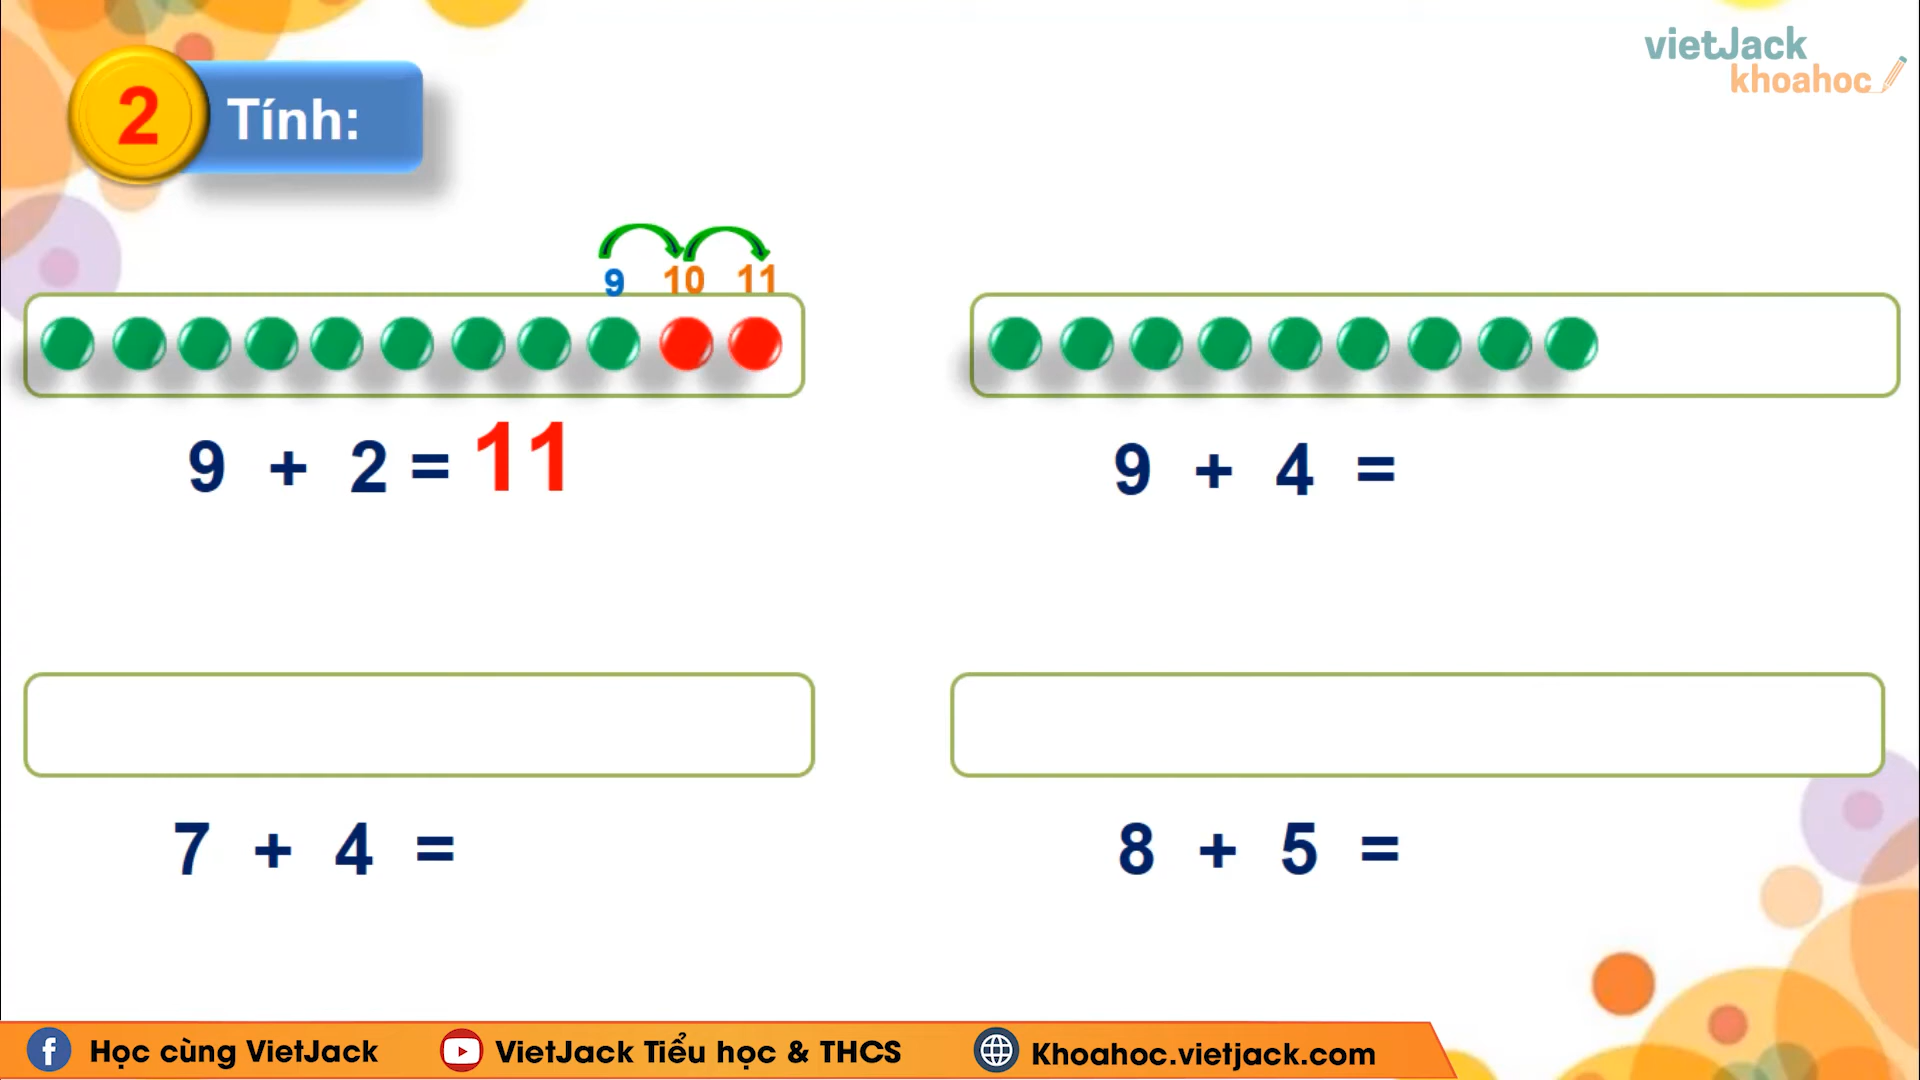 vietJack
khoahoc
2 Tính:
9 10 11
9 + 2 = 11
9 + 4 =
7 + 4 =
8 + 5 =
Học cùng VietJack
VietJack Tiểu học & THCS
Khoahoc.vietjack.com